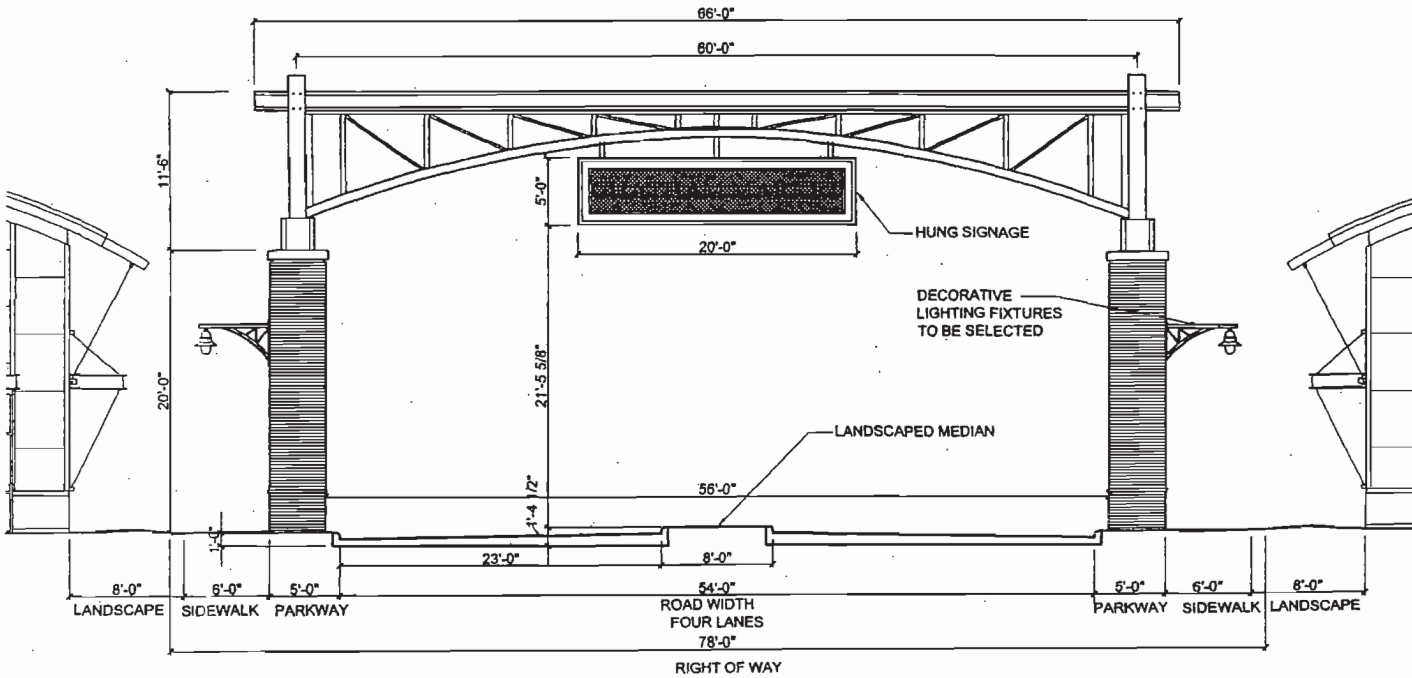 66'-0"
60'-0"
11'-6"
5'-0"
HUNG SIGNAGE
20'-0"
DECORATIVE
LIGHTING FIXTURES
TO BE SELECTED
21'-5 5/8"
20'-0"
LANDSCAPED MEDIAN
56'-0"
1'-4 1/2"
1'-0"
23'-0"
8'-0"
8'-0"
6'-0"
5'-0"
54'-0"
5'-0"
6'-0"
8'-0"
LANDSCAPE
SIDEWALK
PARKWAY
ROAD WIDTH
FOUR LANES
PARKWAY
SIDEWALK
LANDSCAPE
78'-0"
RIGHT OF WAY